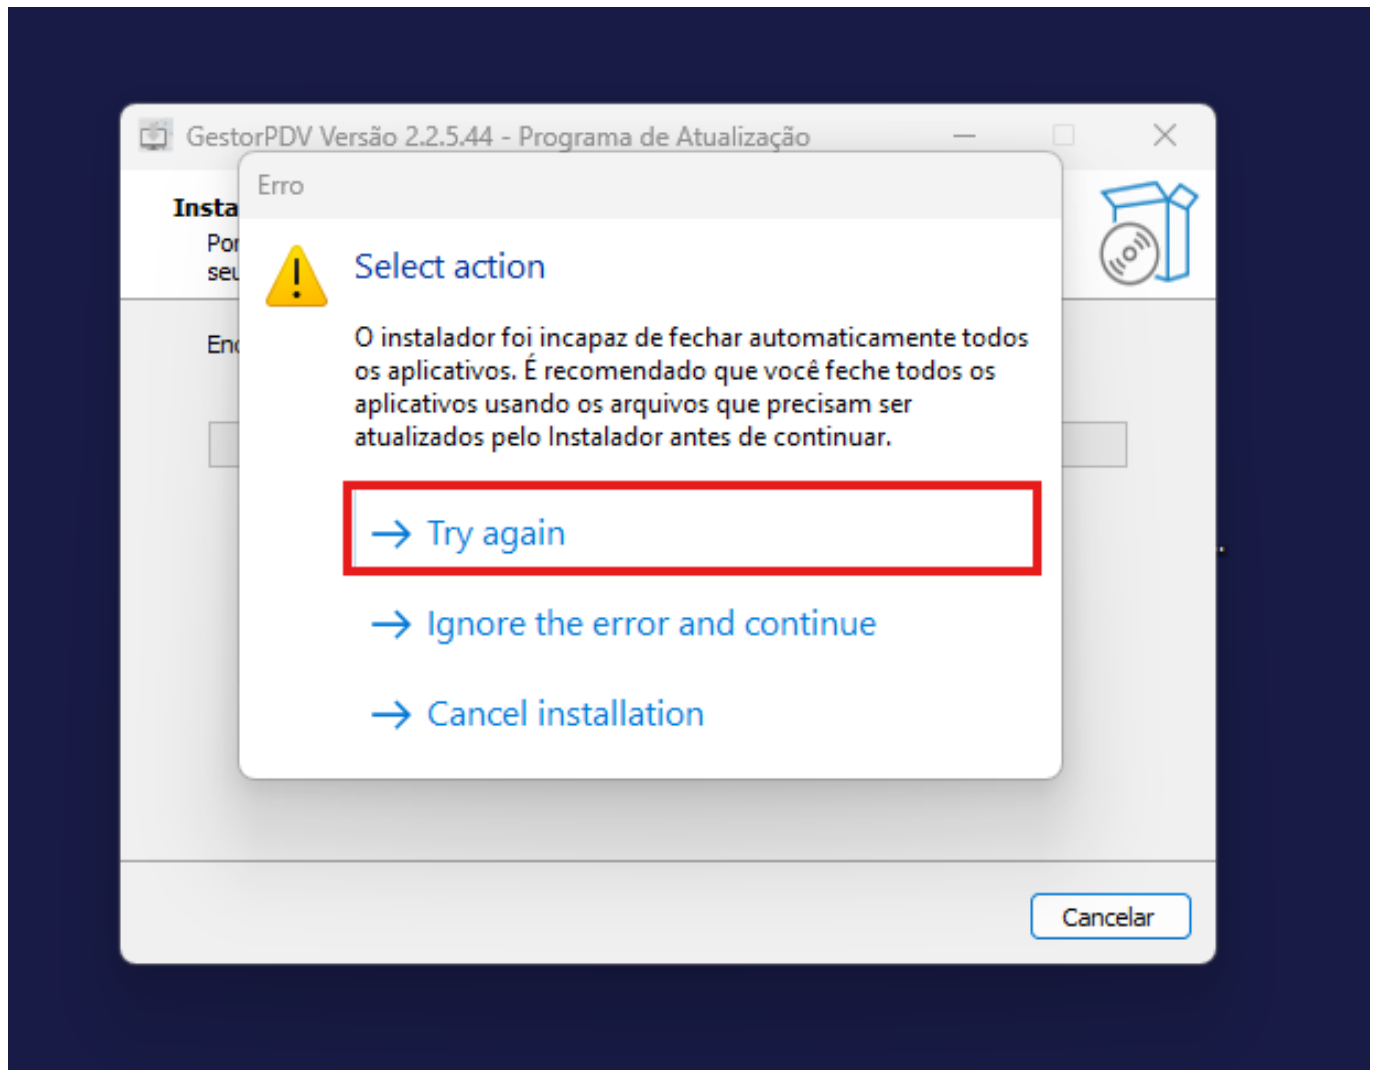 GestorPDV Versão 2.2.5.44 - Programa de Atualização
Erro
Select action
O instalador foi incapaz de fechar automaticamente todos
os aplicativos. É recomendado que você feche todos os
aplicativos usando os arquivos que precisam ser
atualizados pelo Instalador antes de continuar.
Try again
Ignore the error and continue
Cancel installation
Cancelar